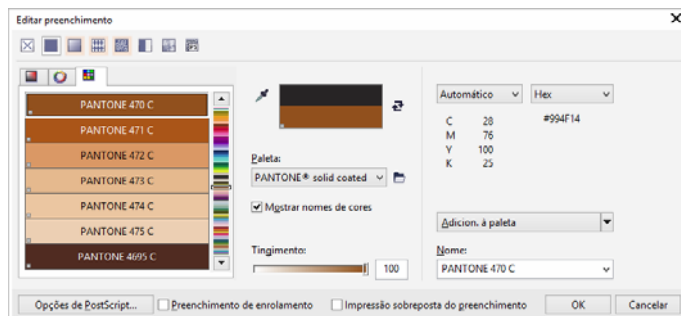 Editar preenchimento
PANTONE 470 C
PANTONE 471 C
PANTONE 472 C
PANTONE 473 C
PANTONE 474 C
PANTONE 475 C
PANTONE 4695 C
Paleta:
PANTONE® solid coated
Mostrar nomes de cores
Tingimento:
100
Automático
Hex
C 28
M 76
Y 100
K 25
#994F14
Adicion. à paleta
Nome:
PANTONE 470 C
Opções de PostScript...
Preenchimento de enrolamento
Impressão sobreposta do preenchimento
OK
Cancelar